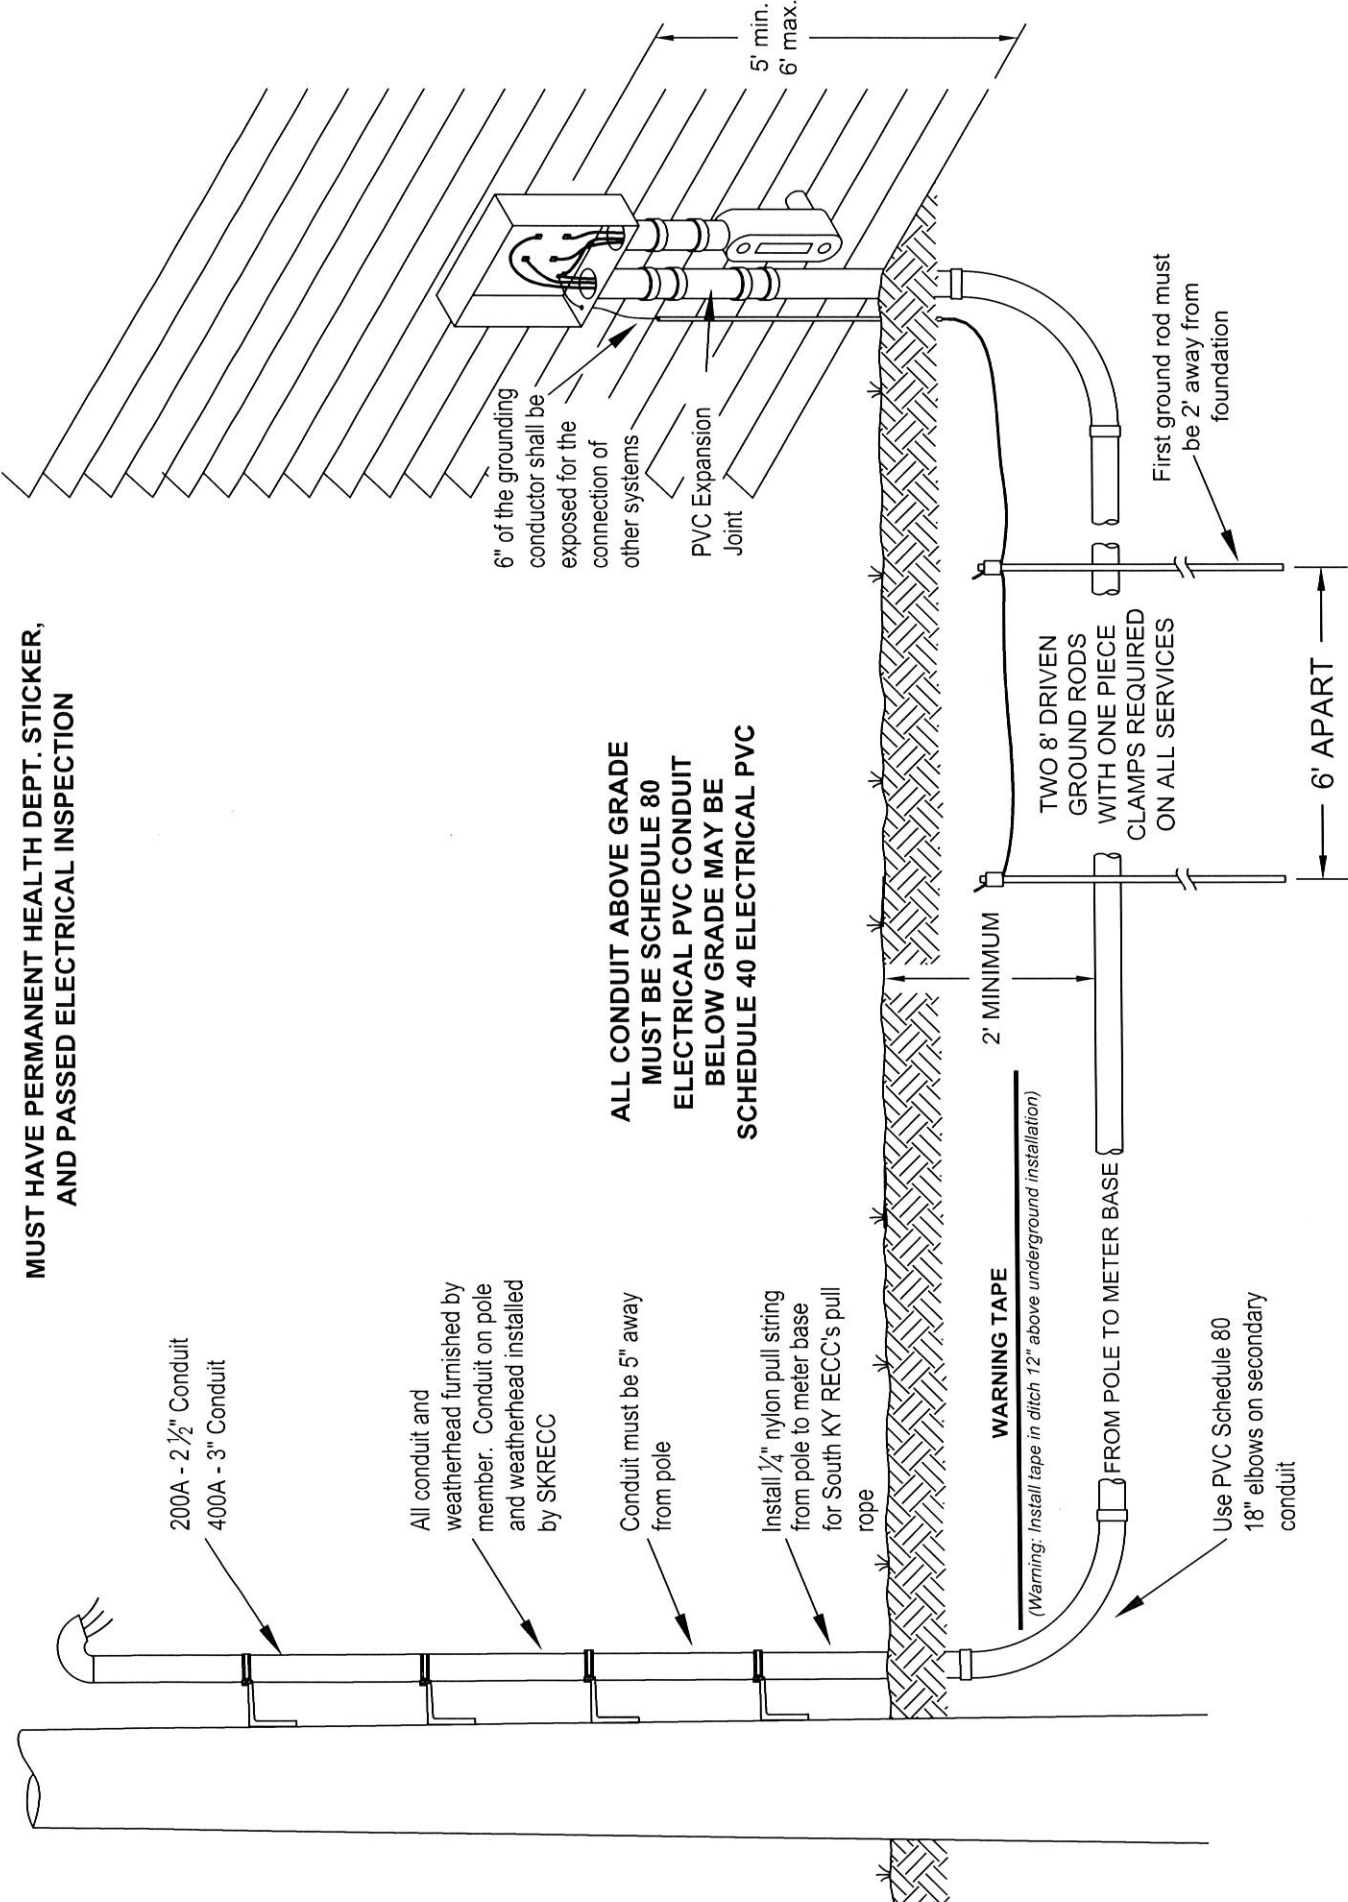 MUST HAVE PERMANENT HEALTH DEPT. STICKER,
AND PASSED ELECTRICAL INSPECTION
200A - 2 ½" Conduit
400A - 3" Conduit
All conduit and
weatherhead furnished by
member. Conduit on pole
and weatherhead installed
by SKRECC
Conduit must be 5" away
from pole
Install ¼" nylon pull string
from pole to meter base
for South KY RECC's pull
rope
ALL CONDUIT ABOVE GRADE
MUST BE SCHEDULE 80
ELECTRICAL PVC CONDUIT
BELOW GRADE MAY BE
SCHEDULE 40 ELECTRICAL PVC
6" of the grounding
conductor shall be
exposed for the
connection of
other systems
PVC Expansion
Joint
5' min.
6' max.
WARNING TAPE
(Warning: Install tape in ditch 12" above underground installation)
2' MINIMUM
FROM POLE TO METER BASE
Use PVC Schedule 80
18" elbows on secondary
conduit
TWO 8' DRIVEN
GROUND RODS
WITH ONE PIECE
CLAMPS REQUIRED
ON ALL SERVICES
First ground rod must
be 2' away from
foundation
6' APART